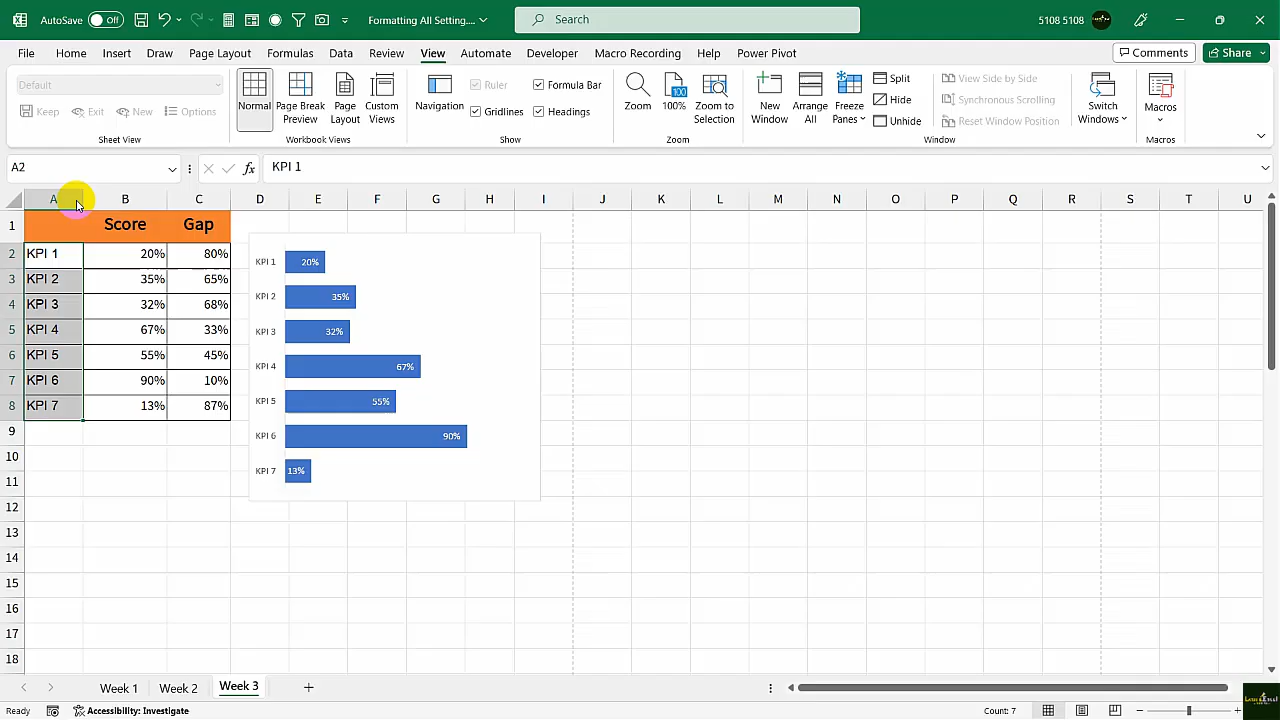 AutoSave Off Formatting All Setting.... Search 5108 5108
File Home Insert Draw Page Layout Formulas Data Review View Automate Developer Macro Recording Help Power Pivot Comments Share
Default
Keep Exit New Options
Sheet View
Normal Page Break Preview Page Layout Custom Views
Workbook Views
Navigation Ruler Formula Bar
Gridlines Headings
Show
Zoom 100% Zoom to Selection
100
Zoom
New Window Arrange All Freeze Panes
Split
Hide
Unhide
View Side by Side
Synchronous Scrolling
Reset Window Position
Switch Windows
Window
Macros
Macros
A2 fx KPI 1
A B C D E F G H I J K L M N O P Q R S T U
1 Score Gap
2 KPI 1 20% 80%
3 KPI 2 35% 65%
4 KPI 3 32% 68%
5 KPI 4 67% 33%
6 KPI 5 55% 45%
7 KPI 6 90% 10%
8 KPI 7 13% 87%
9
10
11
12
13
14
15
16
17
18
KPI 1 20%
KPI 2 35%
KPI 3 32%
KPI 4 67%
KPI 5 55%
KPI 6 90%
KPI 7 13%
Week 1 Week 2 Week 3
Ready Accessibility: Investigate Count: 7